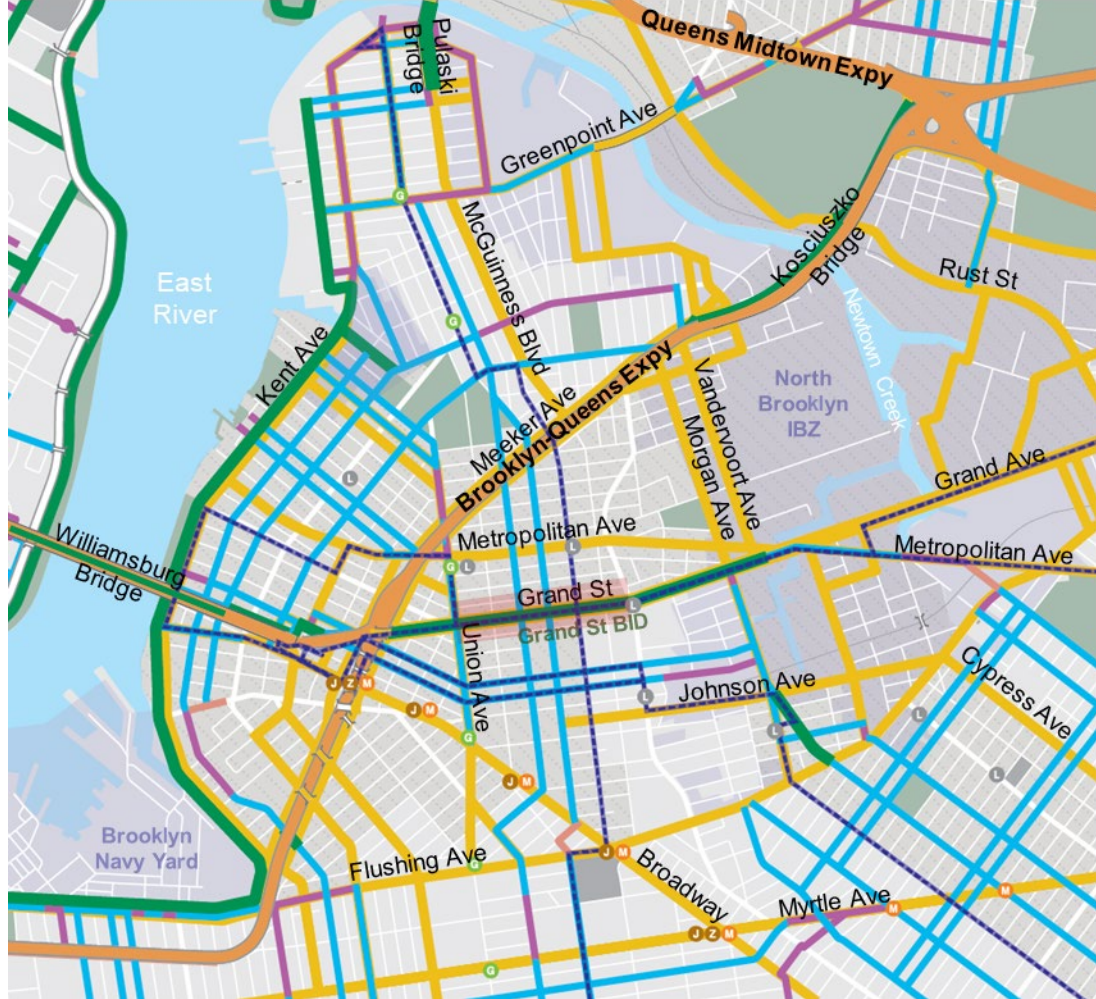 Queens Midtown Expy
Pulaski
Bridge
Greenpoint Ave
McGuinness Blvd
Kosciuszko
Bridge
Rust St
East
River
Newtown Creek
Kent Ave
Vandervoort Ave
North
Brooklyn
IBZ
Meeker Ave
Brooklyn-Queens Expy
Morgan Ave
Grand Ave
G
G
L
Williamsburg
Bridge
Metropolitan Ave
L
Metropolitan Ave
G
L
Grand St
L
Grand St BID
Union Ave
Cypress Ave
J Z M
Johnson Ave
L
J M
L
G
L
L
J M
Brooklyn
Navy Yard
Flushing Ave
G
J M
Broadway
Myrtle Ave
M
M
J Z M
G